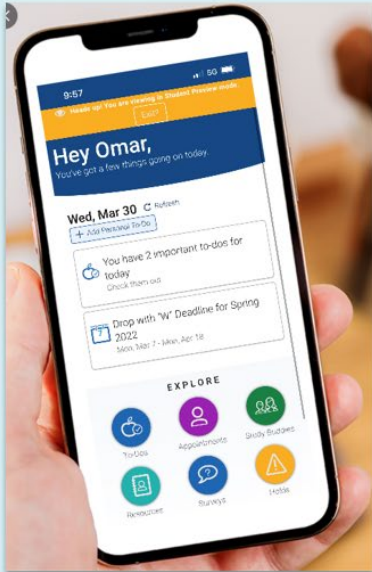 9:57
5G
Heads up! You are viewing in Student Preview mode.
Exit?
Hey Omar,
You've got a few things going on today.
Wed, Mar 30 Refresh
+ Add Personal To-Do
You have 2 important to-dos for
today
Check them out
Drop with "W" Deadline for Spring
2022
Mon, Mar 7 - Mon, Apr 18
EXPLORE
To-Dos
Appointments
Study Buddies
Resources
Surveys
Holds